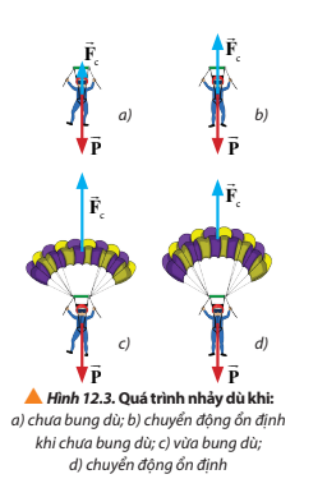 F⃗c
a)
P⃗
F⃗c
b)
P⃗
F⃗c
c)
P⃗
F⃗c
d)
P⃗
▲ Hình 12.3. Quá trình nhảy dù khi:
a) chưa bung dù; b) chuyển động ổn định
khi chưa bung dù; c) vừa bung dù;
d) chuyển động ổn định